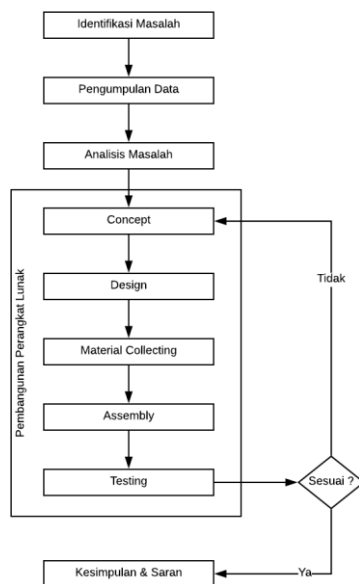 Identifikasi Masalah
Pengumpulan Data
Analisis Masalah
Pembangunan Perangkat Lunak
Concept
Design
Material Collecting
Assembly
Testing
Sesuai ?
Tidak
Ya
Kesimpulan & Saran